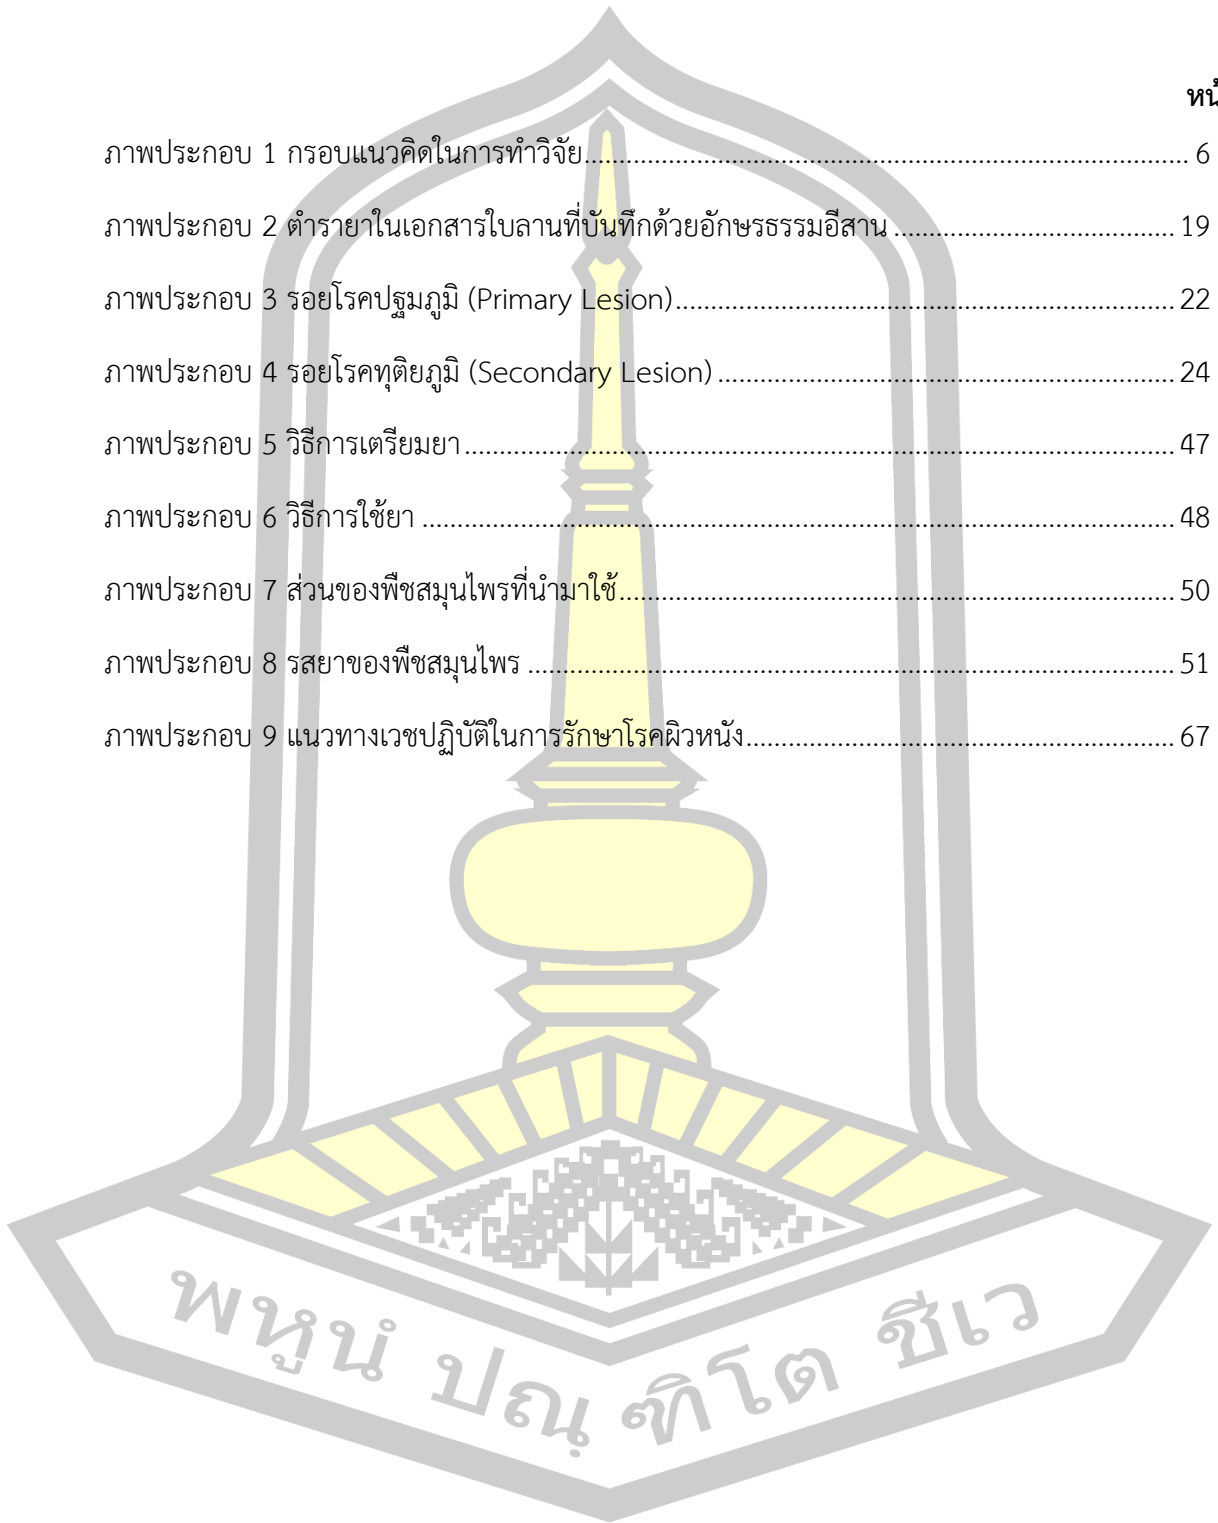 ภาพประกอบ 1 กรอบแนวคิดในการทำวิจัย.......... 6
ภาพประกอบ 2 ตำรายาในเอกสารใบลานที่บันทึกด้วยอักษรธรรมอีสาน .......... 19
ภาพประกอบ 3 รอยโรคปฐมภูมิ (Primary Lesion).......... 22
ภาพประกอบ 4 รอยโรคทุติยภูมิ (Secondary Lesion) .......... 24
ภาพประกอบ 5 วิธีการเตรียมยา.......... 47
ภาพประกอบ 6 วิธีการใช้ยา .......... 48
ภาพประกอบ 7 ส่วนของพืชสมุนไพรที่นำมาใช้.......... 50
ภาพประกอบ 8 รสยาของพืชสมุนไพร .......... 51
ภาพประกอบ 9 แนวทางเวชปฏิบัติในการรักษาโรคผิวหนัง.......... 67
พหูนํ ปณฺฑิโต ชีเว